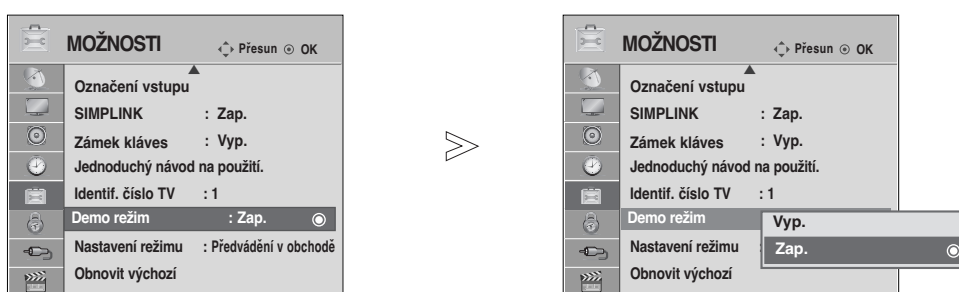 MOŽNOSTI Přesun OK
Označení vstupu
SIMPLINK : Zap.
Zámek kláves : Vyp.
Jednoduchý návod na použití.
Identif. číslo TV : 1
Demo režim : Zap.
Nastavení režimu : Předvádění v obchodě
Obnovit výchozí
MOŽNOSTI Přesun OK
Označení vstupu
SIMPLINK : Zap.
Zámek kláves : Vyp.
Jednoduchý návod na použití.
Identif. číslo TV : 1
Demo režim
Vyp.
Nastavení režimu :
Zap.
Obnovit výchozí